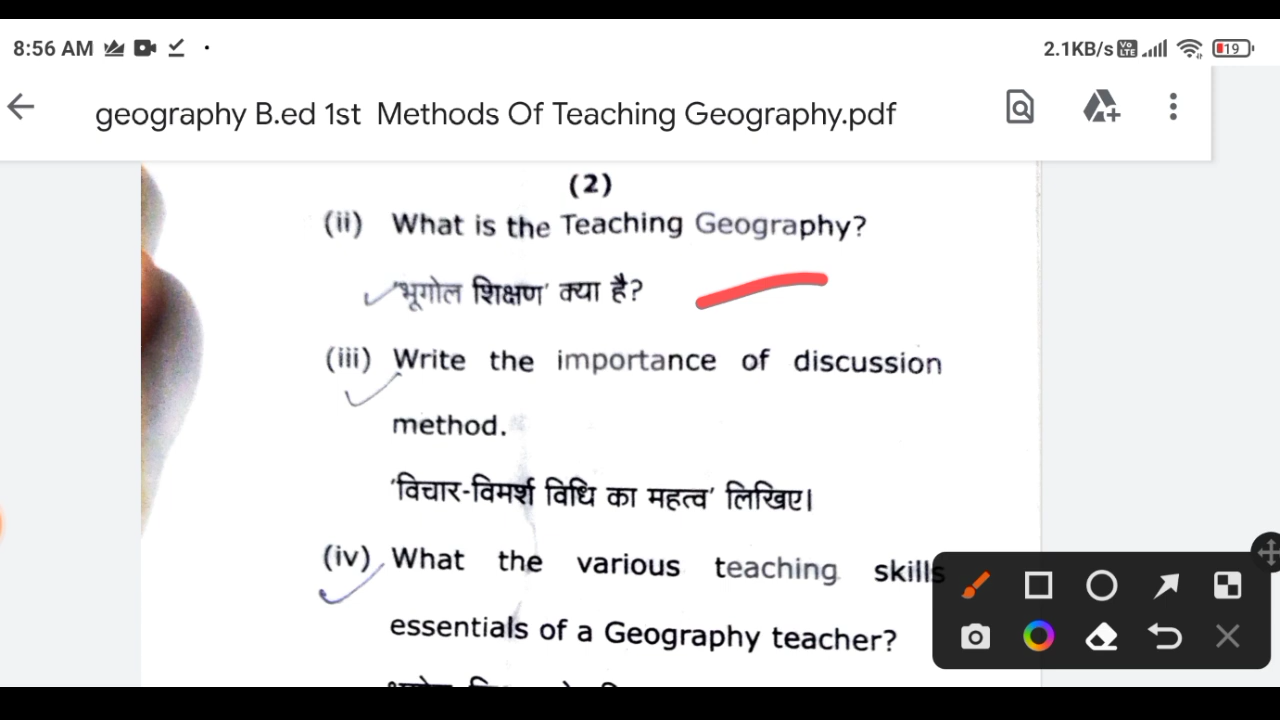 8:56 AM
2.1KB/s Vo LTE 19
geography B.ed 1st Methods Of Teaching Geography.pdf
(2)
(ii) What is the Teaching Geography?
'भूगोल शिक्षण' क्या है?
(iii) Write the importance of discussion
method.
'विचार-विमर्श विधि का महत्व' लिखिए।
(iv) What the various teaching skills
essentials of a Geography teacher?